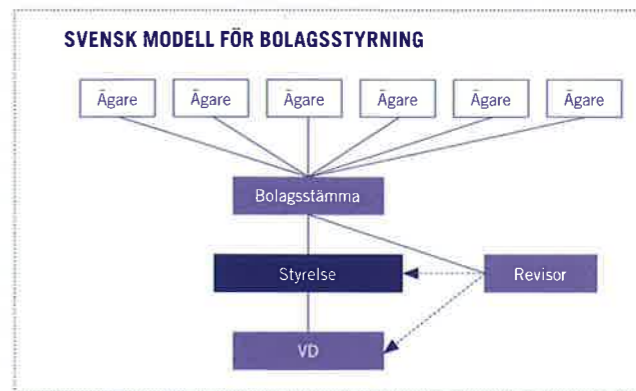 SVENSK MODELL FÖR BOLAGSSTYRNING
Ägare Ägare Ägare Ägare Ägare Ägare
Bolagsstämma
Styrelse Revisor
VD